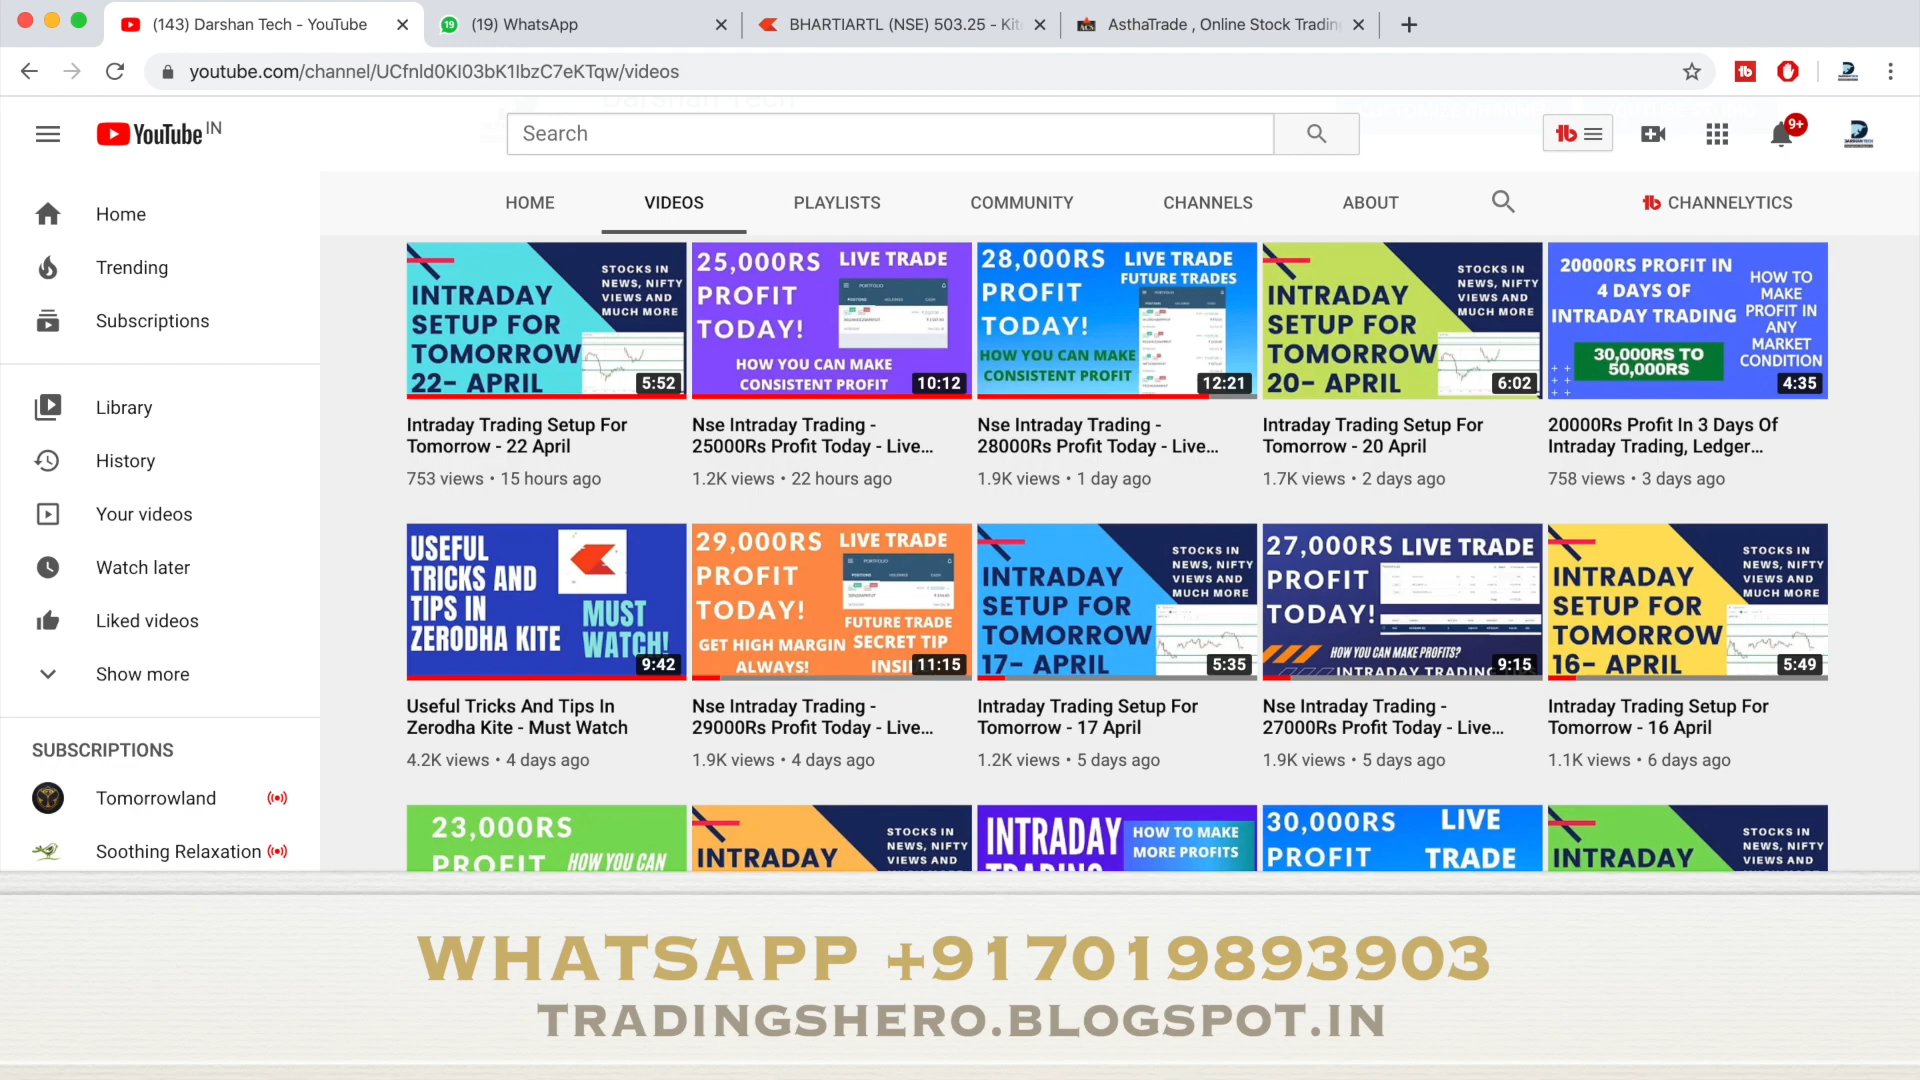 (143) Darshan Tech - YouTube
(19) WhatsApp
BHARTIARTL (NSE) 503.25 - Kit
AsthaTrade , Online Stock Tradin
youtube.com/channel/UCfnld0KI03bK1lbzC7eKTqw/videos
YouTube IN
Search
9+
HOME
VIDEOS
PLAYLISTS
COMMUNITY
CHANNELS
ABOUT
CHANNELYTICS
Home
Trending
Subscriptions
Library
History
Your videos
Watch later
Liked videos
Show more
SUBSCRIPTIONS
Tomorrowland
Soothing Relaxation
INTRADAY
SETUP FOR
TOMORROW
22- APRIL
STOCKS IN
NEWS, NIFTY
VIEWS AND
MUCH MORE
5:52
Intraday Trading Setup For
Tomorrow - 22 April
753 views • 15 hours ago
25,000RS
PROFIT
TODAY!
LIVE TRADE
PORTFOLIO
HOW YOU CAN MAKE
CONSISTENT PROFIT
10:12
Nse Intraday Trading -
25000Rs Profit Today - Live...
1.2K views • 22 hours ago
28,000RS
PROFIT
TODAY!
LIVE TRADE
FUTURE TRADES
HOW YOU CAN MAKE
CONSISTENT PROFIT
12:21
Nse Intraday Trading -
28000Rs Profit Today - Live...
1.9K views • 1 day ago
INTRADAY
SETUP FOR
TOMORROW
20- APRIL
STOCKS IN
NEWS, NIFTY
VIEWS AND
MUCH MORE
6:02
Intraday Trading Setup For
Tomorrow - 20 April
1.7K views • 2 days ago
20000RS PROFIT IN
4 DAYS OF
INTRADAY TRADING
30,000RS TO
50,000RS
HOW TO
MAKE
PROFIT IN
ANY
MARKET
CONDITION
4:35
20000Rs Profit In 3 Days Of
Intraday Trading, Ledger...
758 views • 3 days ago
USEFUL
TRICKS AND
TIPS IN
ZERODHA KITE
MUST
WATCH!
9:42
Useful Tricks And Tips In
Zerodha Kite - Must Watch
4.2K views • 4 days ago
29,000RS
PROFIT
TODAY!
LIVE TRADE
PORTFOLIO
FUTURE TRADE
GET HIGH MARGIN
ALWAYS!
SECRET TIP
INSI
11:15
Nse Intraday Trading -
29000Rs Profit Today - Live...
1.9K views • 4 days ago
INTRADAY
SETUP FOR
TOMORROW
17- APRIL
STOCKS IN
NEWS, NIFTY
VIEWS AND
MUCH MORE
5:35
Intraday Trading Setup For
Tomorrow - 17 April
1.2K views • 5 days ago
27,000RS
PROFIT
TODAY!
LIVE TRADE
HOW YOU CAN MAKE PROFITS?
INTRADAY TRADING
9:15
Nse Intraday Trading -
27000Rs Profit Today - Live...
1.9K views • 5 days ago
INTRADAY
SETUP FOR
TOMORROW
16- APRIL
STOCKS IN
NEWS, NIFTY
VIEWS AND
MUCH MORE
5:49
Intraday Trading Setup For
Tomorrow - 16 April
1.1K views • 6 days ago
23,000RS
PROFIT
HOW YOU CAN
INTRADAY
STOCKS IN
NEWS, NIFTY
VIEWS AND
INTRADAY
TRADING
HOW TO MAKE
MORE PROFITS
30,000RS
PROFIT
LIVE
TRADE
INTRADAY
STOCKS IN
NEWS, NIFTY
VIEWS AND
WHATSAPP +917019893903
TRADINGSHERO.BLOGSPOT.IN